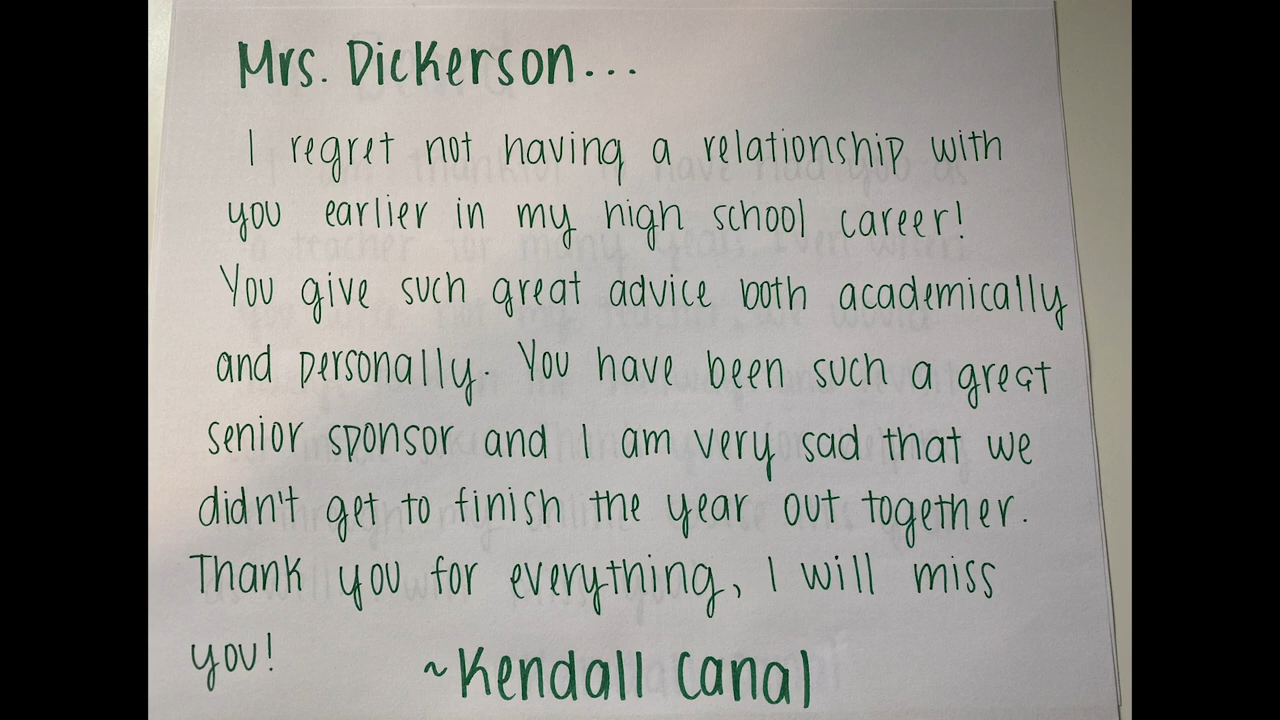 Mrs. Dickerson...
I regret not having a relationship with
you earlier in my high school career!
You give such great advice both academically
and personally. You have been such a great
senior sponsor and I am very sad that we
didn't get to finish the year out together.
Thank you for everything, I will miss
you!
~Kendall Canal